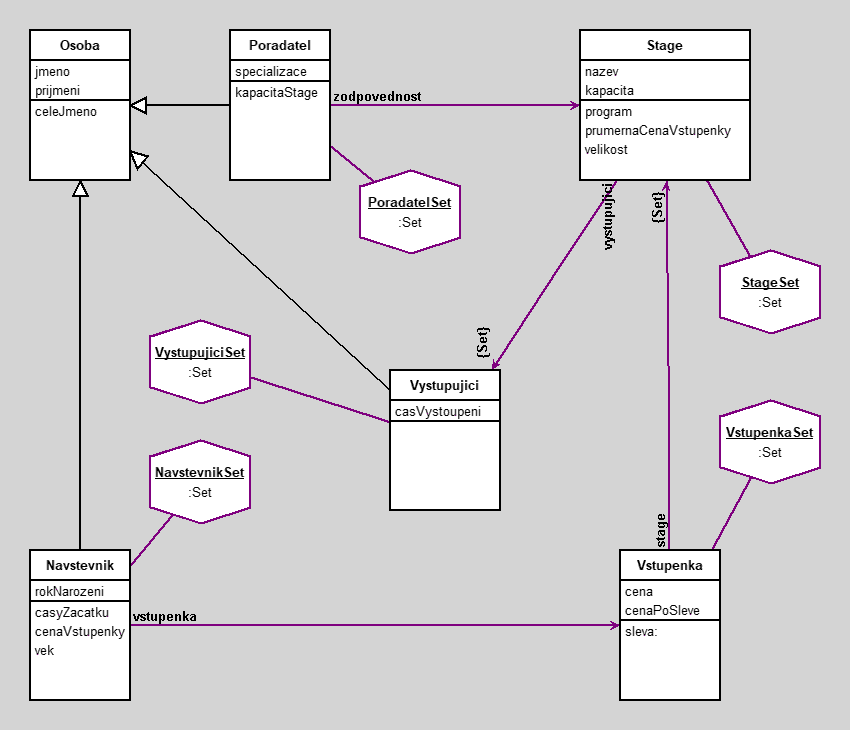 Osoba
jmeno
prijmeni
celeJmeno
Poradatel
specializace
kapacitaStage
zodpovednost
Stage
nazev
kapacita
program
prumernaCenaVstupenky
velikost
PoradatelSet
:Set
vystupujici
{Set}
StageSet
:Set
VystupujiciSet
:Set
{Set}
Vystupujici
casVystoupeni
VstupenkaSet
:Set
NavstevnikSet
:Set
stage
Navstevnik
rokNarozeni
casyZacatku
cenaVstupenky
vek
vstupenka
Vstupenka
cena
cenaPoSleve
sleva: